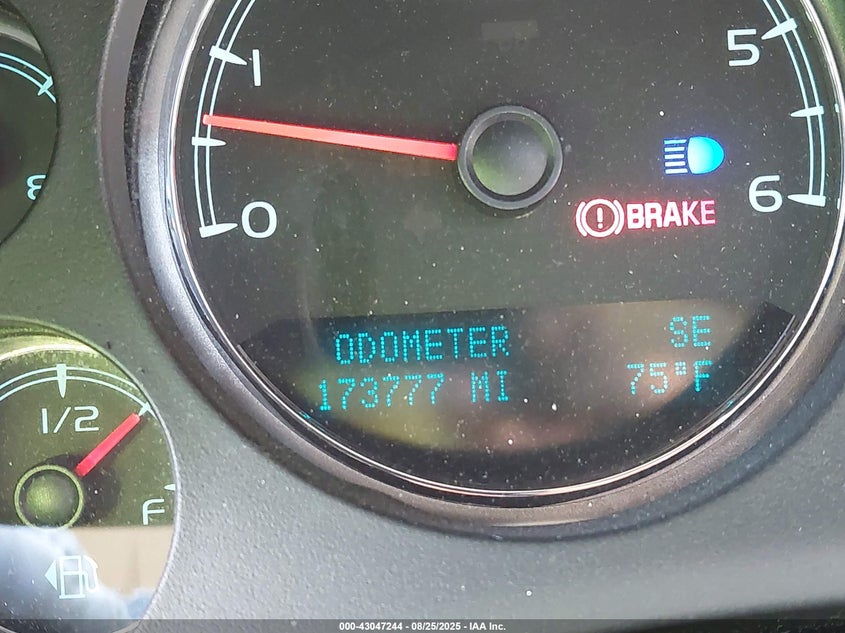 1
5
0
6
(!) BRAKE
8
ODOMETER SE
173777 MI 75°F
1/2
F
000-43047244 - 08/25/2025 - IAA Inc.